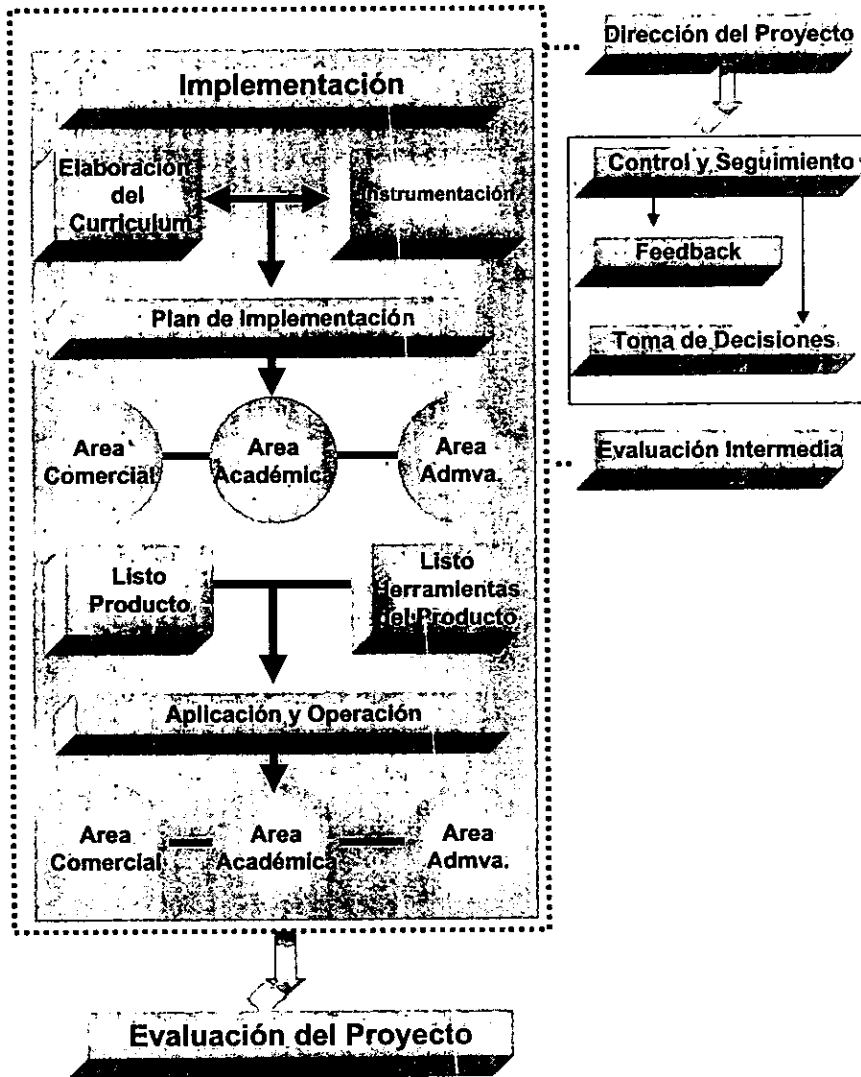 Implementación
Elaboración
del
Curriculum
Instrumentación
Plan de Implementación
Area
Comercial
Area
Académica
Area
Admva.
Listo
Producto
Listo
Herramientas
del Producto
Aplicación y Operación
Area
Comercial
Area
Académica
Area
Admva.
Evaluación del Proyecto
Dirección del Proyecto
Control y Seguimiento
Feedback
Toma de Decisiones
Evaluación Intermedia